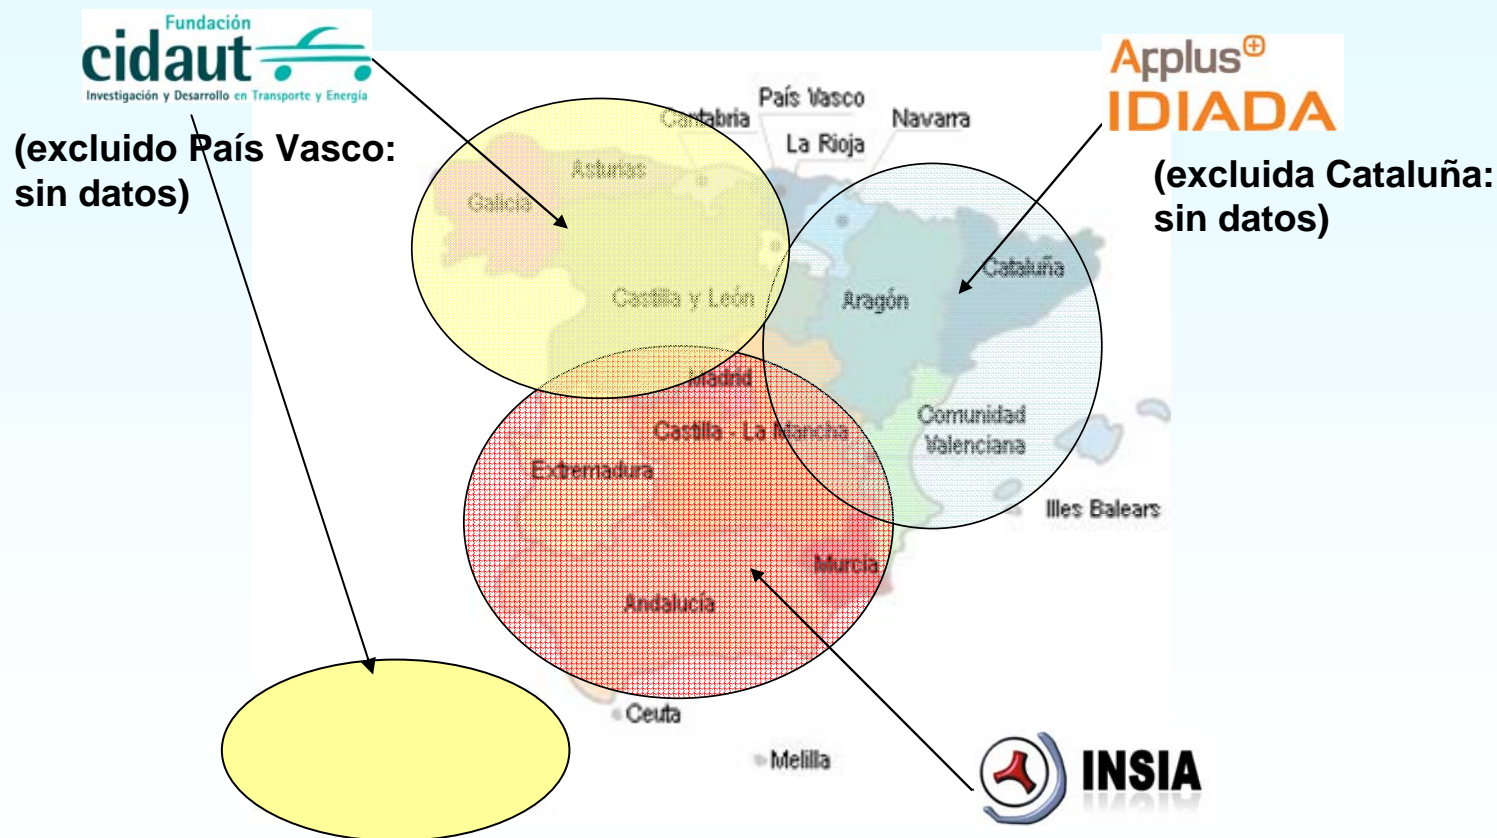 Fundación
cidaut
Investigación y Desarrollo en Transporte y Energía
(excluido País Vasco:
sin datos)
Applus+
IDIADA
(excluida Cataluña:
sin datos)
País Vasco
Cantabria
Navarra
La Rioja
Asturias
Galicia
Cataluña
Castilla y León
Aragón
Madrid
Comunidad
Valenciana
Castilla - La Mancha
Extremadura
Illes Balears
Murcia
Andalucía
Ceuta
Melilla
INSIA